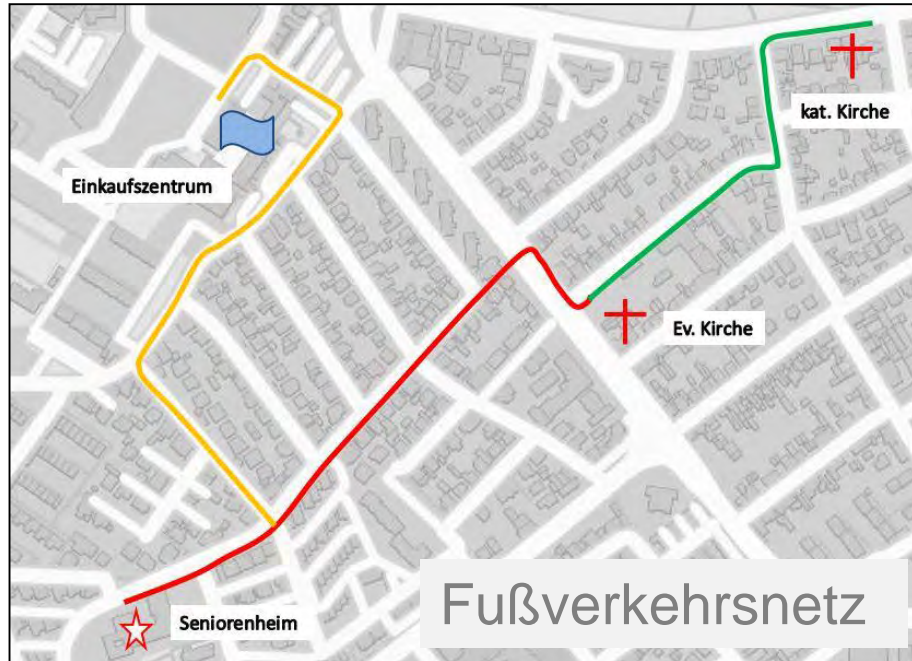 kat. Kirche
Einkaufszentrum
Ev. Kirche
Seniorenheim
Fußverkehrsnetz